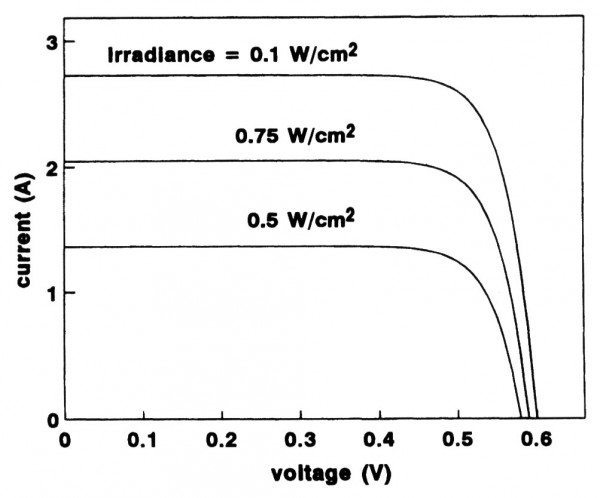 3
Irradiance = 0.1 W/cm2
0.75 W/cm2
2
0.5 W/cm2
current (A)
1
0
0 0.1 0.2 0.3 0.4 0.5 0.6
voltage (V)